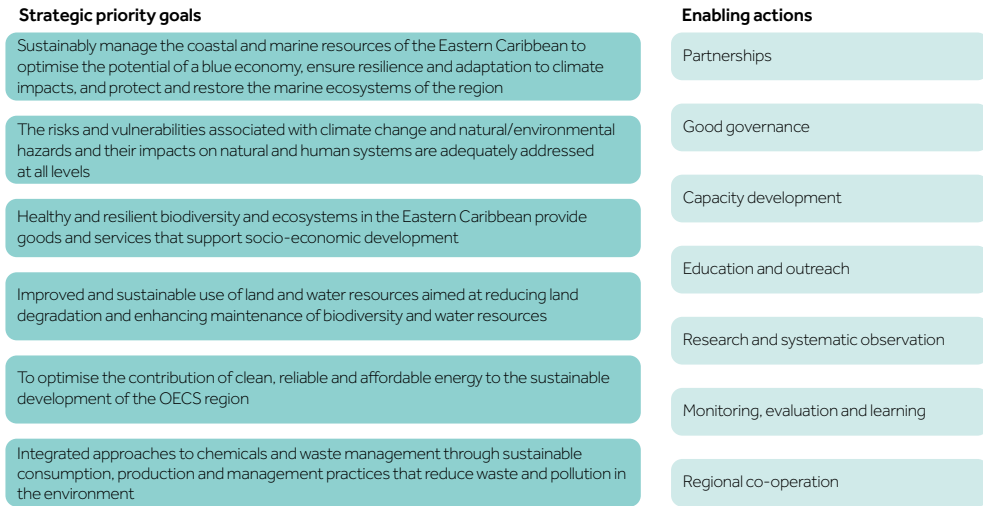 Strategic priority goals
Sustainably manage the coastal and marine resources of the Eastern Caribbean to
optimise the potential of a blue economy, ensure resilience and adaptation to climate
impacts, and protect and restore the marine ecosystems of the region
The risks and vulnerabilities associated with climate change and natural/environmental
hazards and their impacts on natural and human systems are adequately addressed
at all levels
Healthy and resilient biodiversity and ecosystems in the Eastern Caribbean provide
goods and services that support socio-economic development
Improved and sustainable use of land and water resources aimed at reducing land
degradation and enhancing maintenance of biodiversity and water resources
To optimise the contribution of clean, reliable and affordable energy to the sustainable
development of the OECS region
Integrated approaches to chemicals and waste management through sustainable
consumption, production and management practices that reduce waste and pollution in
the environment
Enabling actions
Partnerships
Good governance
Capacity development
Education and outreach
Research and systematic observation
Monitoring, evaluation and learning
Regional co-operation